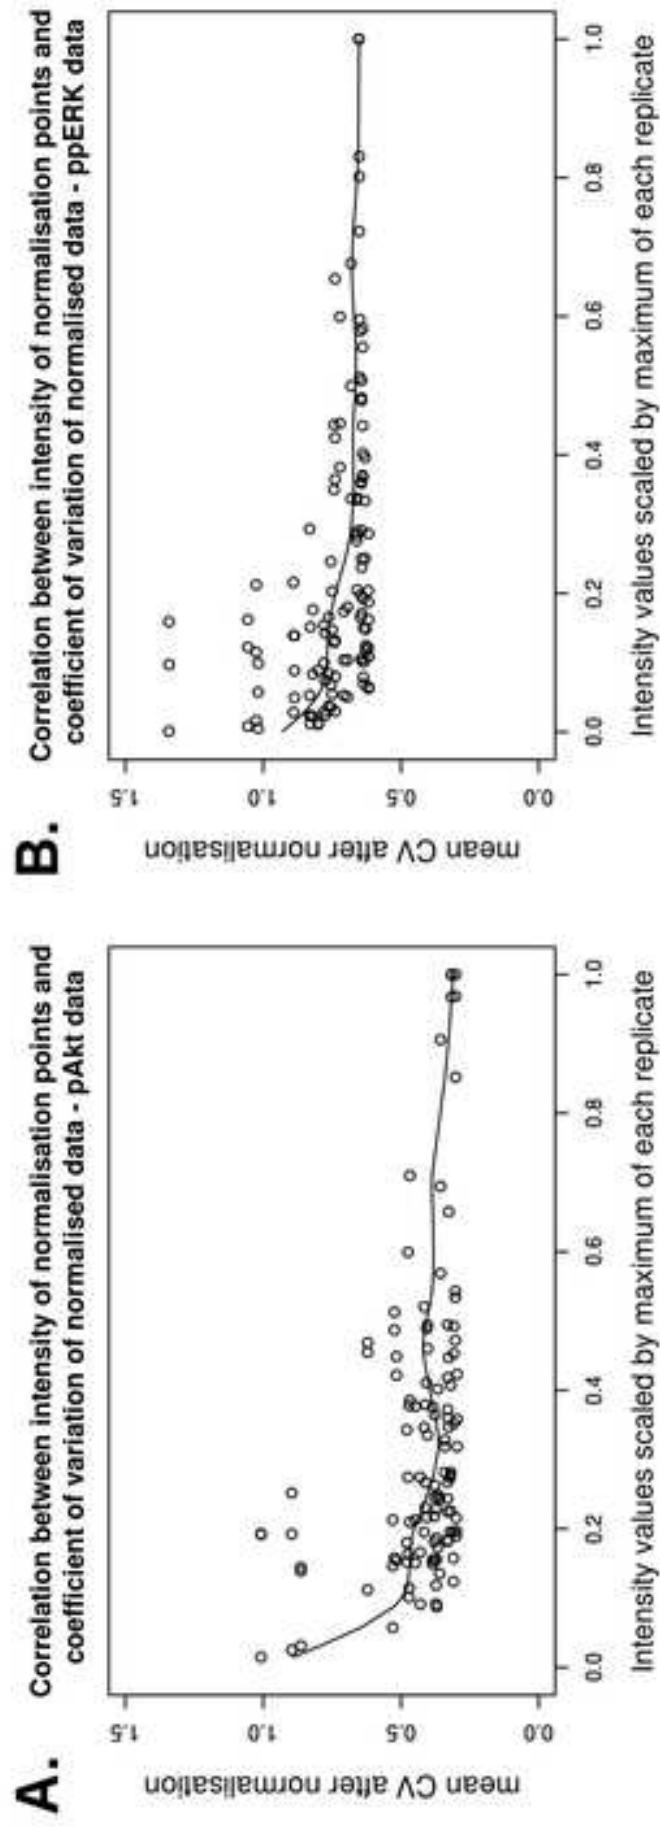 A.
Correlation between intensity of normalisation points and
coefficient of variation of normalised data - pAkt data
mean CV after normalisation
1.5
1.0
0.5
0.0
0.0
0.2
0.4
0.6
0.8
1.0
Intensity values scaled by maximum of each replicate
B.
Correlation between intensity of normalisation points and
coefficient of variation of normalised data - ppERK data
mean CV after normalisation
1.5
1.0
0.5
0.0
0.0
0.2
0.4
0.6
0.8
1.0
Intensity values scaled by maximum of each replicate